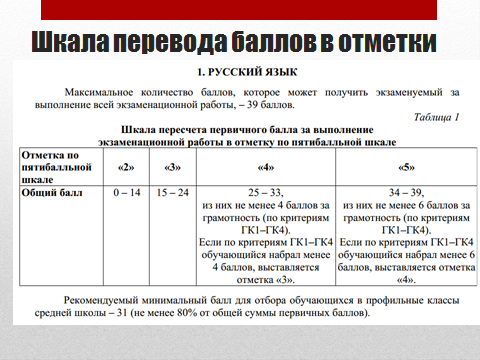 Шкала перевода баллов в отметки
1. РУССКИЙ ЯЗЫК
Максимальное количество баллов, которое может получить экзаменуемый за
выполнение всей экзаменационной работы, – 39 баллов.
Таблица 1
Шкала пересчета первичного балла за выполнение
экзаменационной работы в отметку по пятибалльной шкале
Отметка по
пятибалльной
шкале
«2»
«3»
«4»
«5»
Общий балл
0 – 14
15 – 24
25 – 33,
из них не менее 4 баллов за
грамотность (по критериям
ГК1–ГК4).
Если по критериям ГК1–ГК4
обучающийся набрал менее
4 баллов, выставляется
отметка «3».
34 – 39,
из них не менее 6 баллов за
грамотность (по критериям
ГК1–ГК4).
Если по критериям ГК1–ГК4
обучающийся набрал менее 6
баллов, выставляется отметка
«4».
Рекомендуемый минимальный балл для отбора обучающихся в профильные классы
средней школы – 31 (не менее 80% от общей суммы первичных баллов).